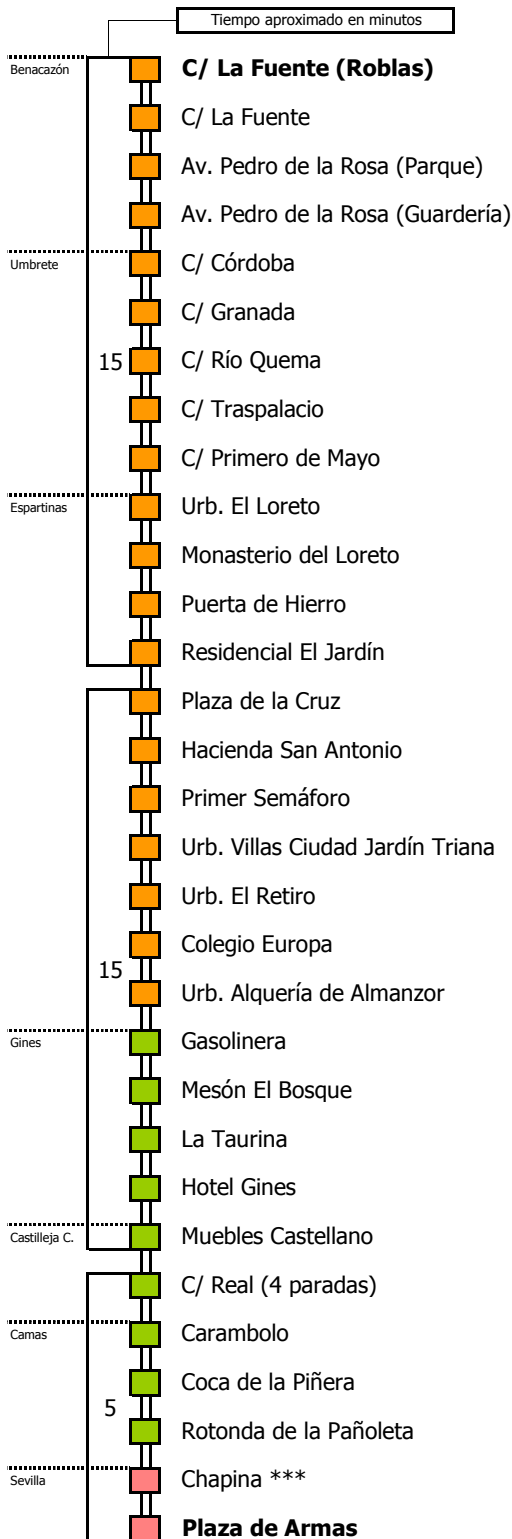 Tiempo aproximado en minutos
Benacazón
C/ La Fuente (Roblas)
C/ La Fuente
Av. Pedro de la Rosa (Parque)
Av. Pedro de la Rosa (Guardería)
Umbrete
C/ Córdoba
C/ Granada
15
C/ Río Quema
C/ Traspalacio
C/ Primero de Mayo
Espartinas
Urb. El Loreto
Monasterio del Loreto
Puerta de Hierro
Residencial El Jardín
Plaza de la Cruz
Hacienda San Antonio
Primer Semáforo
Urb. Villas Ciudad Jardín Triana
Urb. El Retiro
Colegio Europa
15
Urb. Alquería de Almanzor
Gines
Gasolinera
Mesón El Bosque
La Taurina
Hotel Gines
Castilleja C.
Muebles Castellano
C/ Real (4 paradas)
Camas
Carambolo
Coca de la Piñera
5
Rotonda de la Pañoleta
Sevilla
Chapina ***
Plaza de Armas